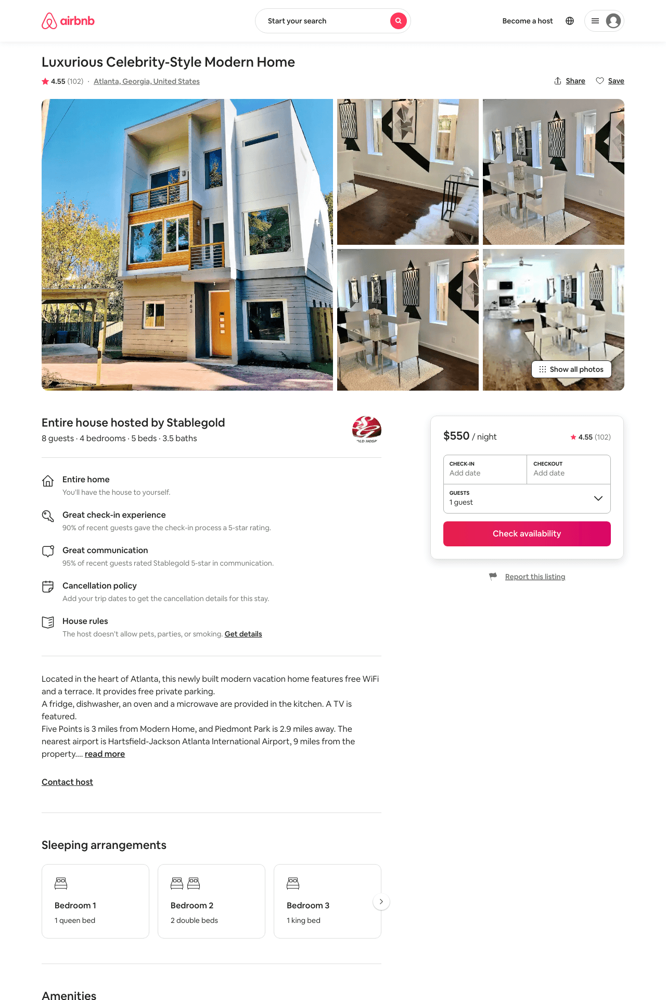 airbnb
Start your search
Become a host
Luxurious Celebrity-Style Modern Home
4.55 (102) · Atlanta, Georgia, United States
Share
Save
1463
Show all photos
Entire house hosted by Stablegold
8 guests · 4 bedrooms · 5 beds · 3.5 baths
SG
OLD HOSP
$550 / night
4.55 (102)
CHECK-IN
Add date
CHECKOUT
Add date
GUESTS
1 guest
Check availability
Report this listing
Entire home
You’ll have the house to yourself.
Great check-in experience
90% of recent guests gave the check-in process a 5-star rating.
Great communication
95% of recent guests rated Stablegold 5-star in communication.
Cancellation policy
Add your trip dates to get the cancellation details for this stay.
House rules
The host doesn’t allow pets, parties, or smoking. Get details
Located in the heart of Atlanta, this newly built modern vacation home features free WiFi
and a terrace. It provides free private parking.
A fridge, dishwasher, an oven and a microwave are provided in the kitchen. A TV is
featured.
Five Points is 3 miles from Modern Home, and Piedmont Park is 2.9 miles away. The
nearest airport is Hartsfield-Jackson Atlanta International Airport, 9 miles from the
property.... read more
Contact host
Sleeping arrangements
Bedroom 1
1 queen bed
Bedroom 2
2 double beds
Bedroom 3
1 king bed
Amenities